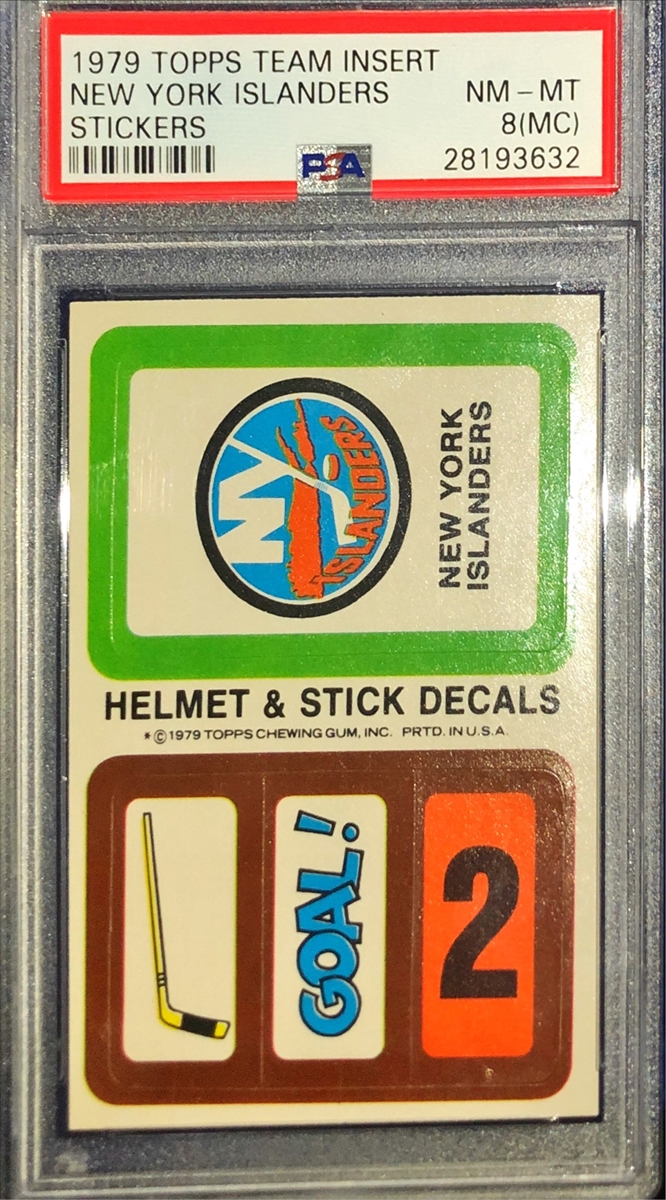 1979 TOPPS TEAM INSERT
NEW YORK ISLANDERS
STICKERS
NM-MT
8(MC)
28193632
PSA
NY
ISLANDERS
NEW YORK
ISLANDERS
HELMET & STICK DECALS
*©1979 TOPPS CHEWING GUM, INC. PRTD. IN U.S.A.
GOAL!
2